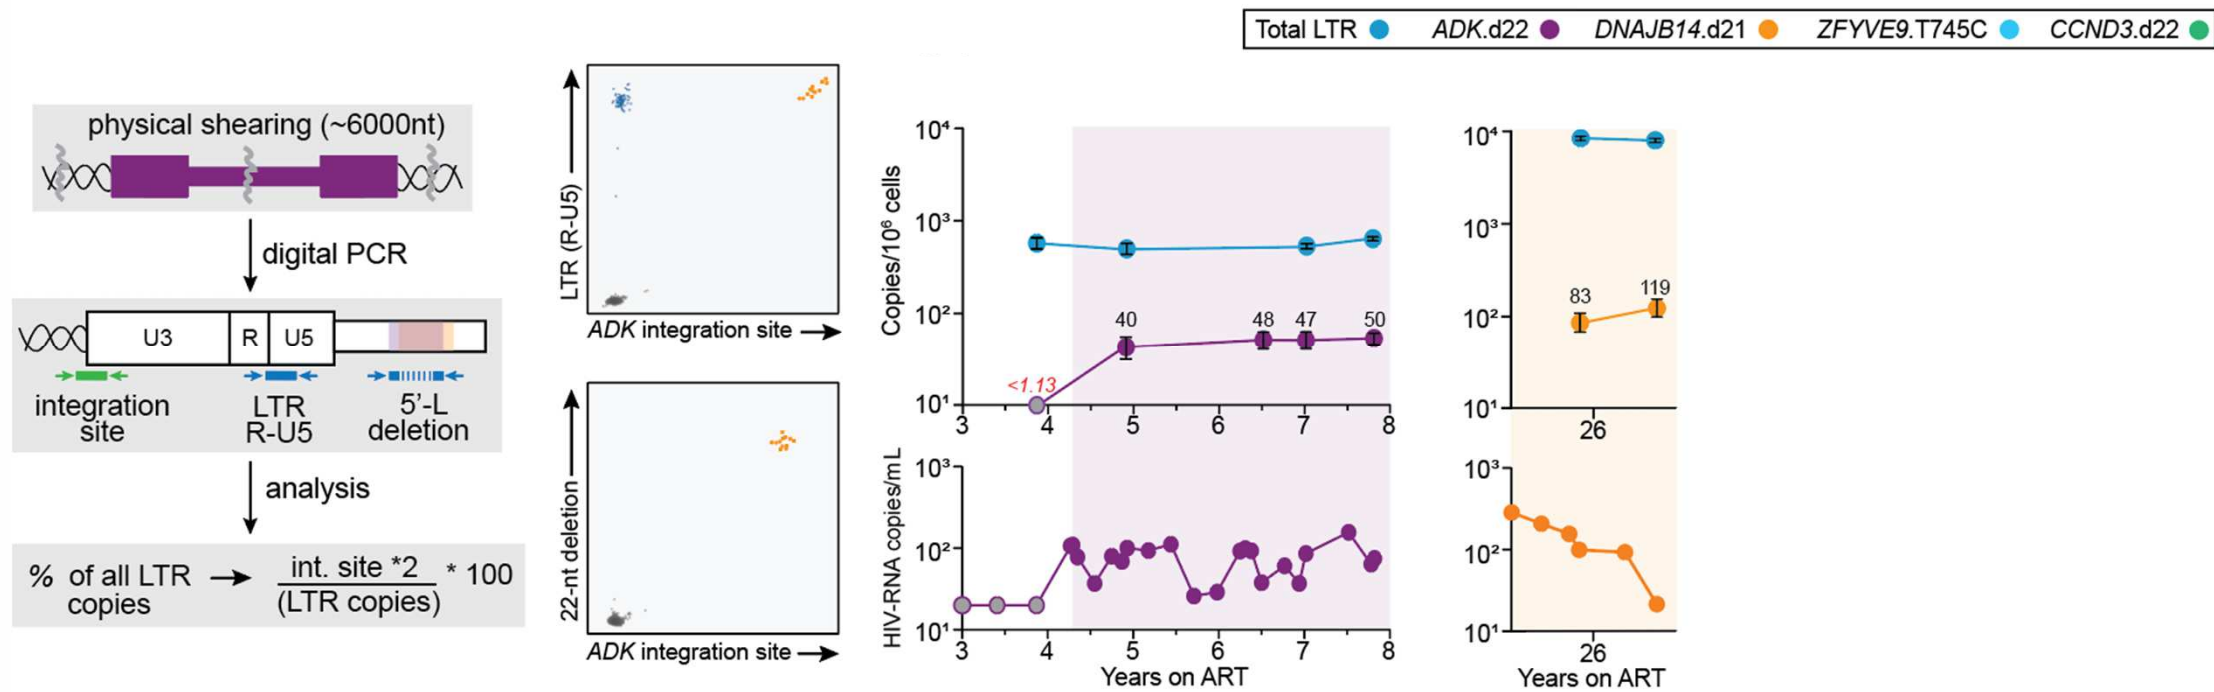 Total LTR ADK.d22 DNAJB14.d21 ZFYVE9.T745C CCND3.d22
physical shearing (~6000nt)
digital PCR
U3 R U5
integration
site
LTR
R-U5
5’-L
deletion
analysis
% of all LTR
copies
int. site *2
(LTR copies)
* 100
LTR (R-U5)
ADK integration site
22-nt deletion
ADK integration site
Copies/10⁶ cells
10⁴
10³
10²
10¹
<1.13
40 48 47 50
3 4 5 6 7 8
HIV-RNA copies/mL
10³
10²
10¹
3 4 5 6 7 8
Years on ART
10⁴
10³
10²
10¹
83 119
26
10³
10²
10¹
26
Years on ART